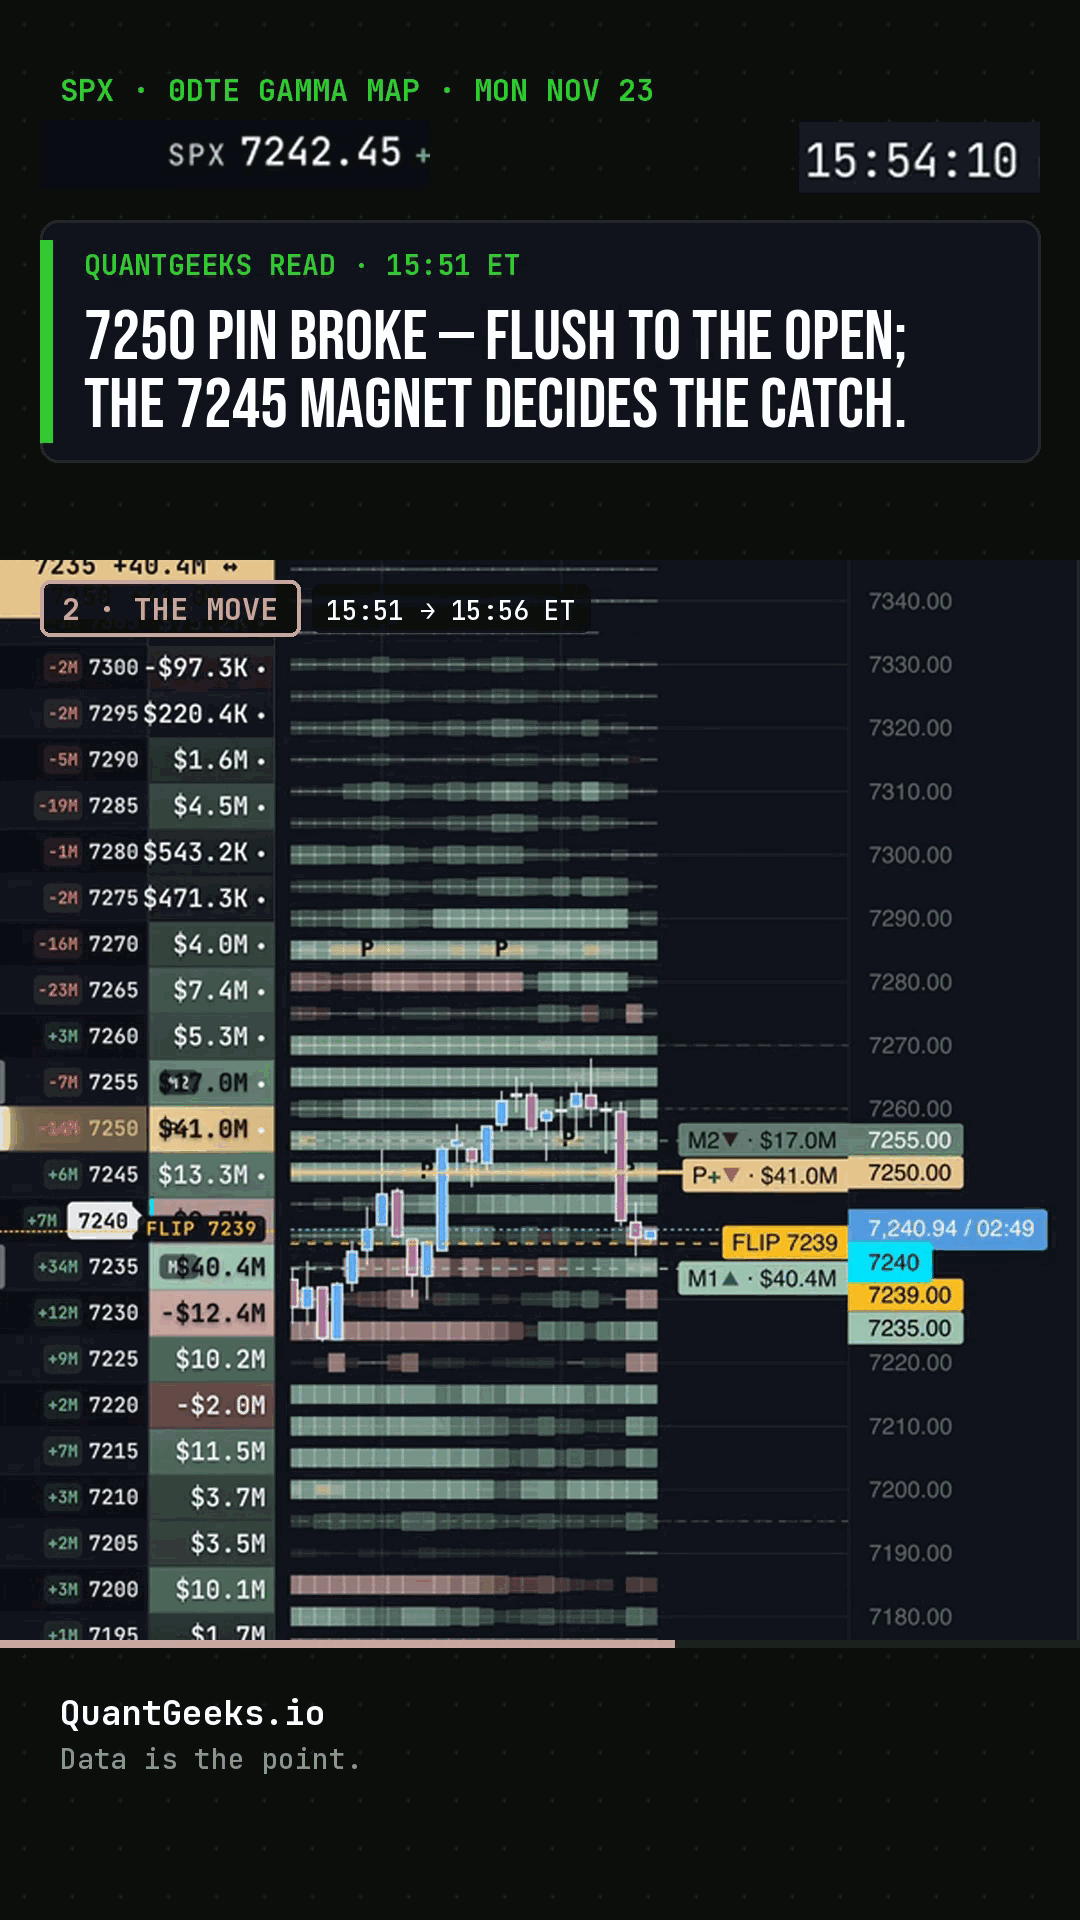 SPX · 0DTE GAMMA MAP · MON NOV 23
SPX 7242.45 +
15:54:10
QUANTGEEKS READ · 15:51 ET
7250 PIN BROKE — FLUSH TO THE OPEN;
THE 7245 MAGNET DECIDES THE CATCH.
7235 +40.4M ↔
2 · THE MOVE
15:51 → 15:56 ET
-2M 7300 -$97.3K •
-2M 7295 $220.4K •
-5M 7290 $1.6M •
-19M 7285 $4.5M •
-1M 7280 $543.2K •
-2M 7275 $471.3K •
-16M 7270 $4.0M •
-23M 7265 $7.4M •
+3M 7260 $5.3M •
-7M 7255 $17.0M •
7250 $41.0M •
+6M 7245 $13.3M •
+7M 7240
FLIP 7239
+34M 7235 $40.4M
+12M 7230 -$12.4M
+9M 7225 $10.2M
+2M 7220 -$2.0M
+7M 7215 $11.5M
+3M 7210 $3.7M
+2M 7205 $3.5M
+3M 7200 $10.1M
+1M 7195 $1.7M
P P
P
M2▼ · $17.0M
P+▼ · $41.0M
FLIP 7239
M1▲ · $40.4M
7340.00
7330.00
7320.00
7310.00
7300.00
7290.00
7280.00
7270.00
7260.00
7255.00
7250.00
7,240.94 / 02:49
7240
7239.00
7235.00
7220.00
7210.00
7200.00
7190.00
7180.00
QuantGeeks.io
Data is the point.